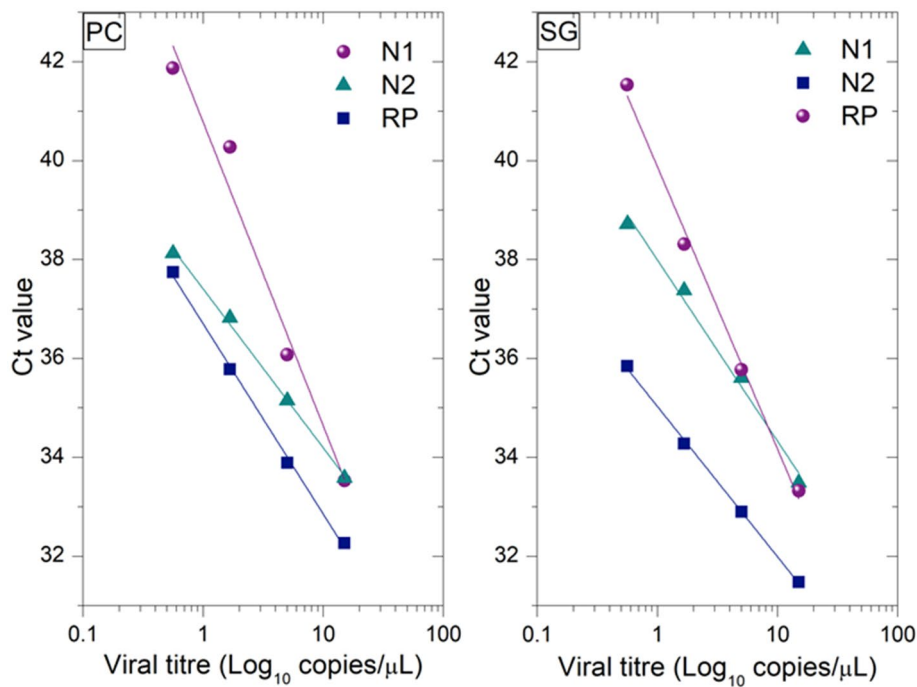 PC
N1
N2
RP
42
40
38
36
34
32
Ct value
0.1 1 10 100
Viral titre (Log10 copies/μL)
SG
N1
N2
RP
42
40
38
36
34
32
Ct value
0.1 1 10 100
Viral titre (Log10 copies/μL)